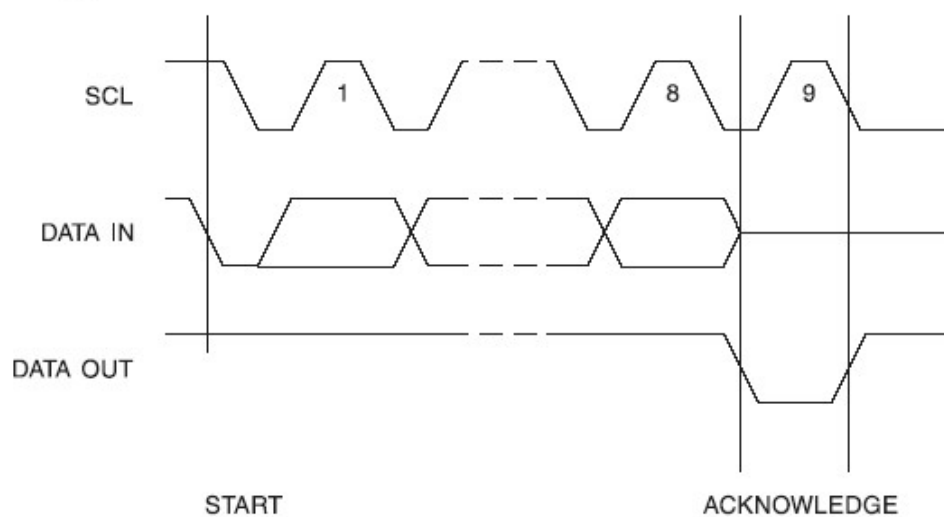 SCL
1
8
9
DATA IN
DATA OUT
START
ACKNOWLEDGE